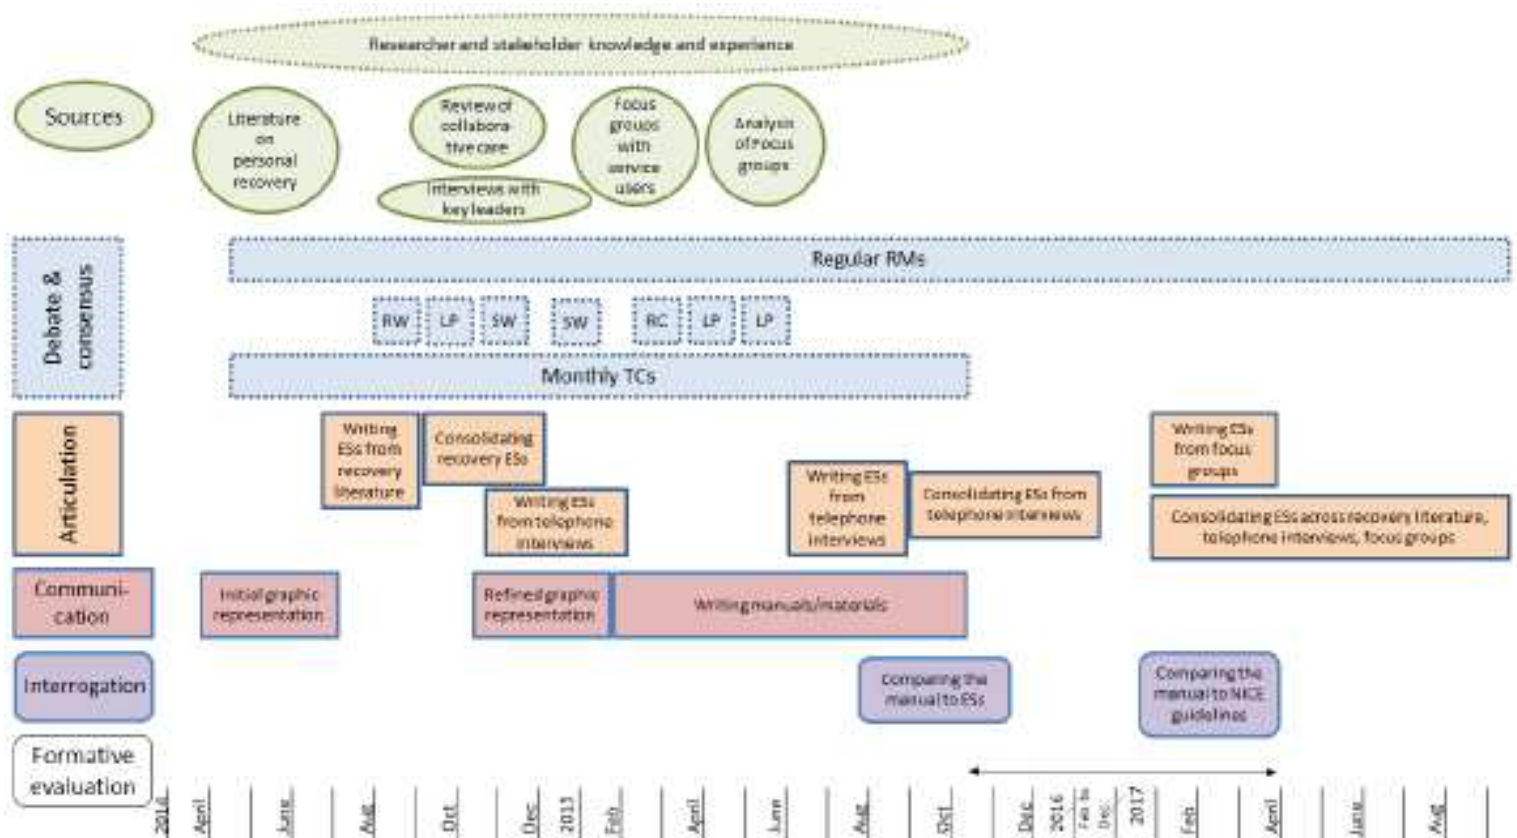 Researcher and stakeholder knowledge and experience
Sources
Literature
on
personal
recovery
Review of
collabora-
tive care
Interviews with
key leaders
Focus
groups
with
service
users
Analysis
of Focus
groups
Debate &
consensus
Regular RMs
RW
LP
SW
SW
RC
LP
LP
Monthly TCs
Articulation
Writing
ESs from
recovery
literature
Consolidating
recovery ESs
Writing ESs
from telephone
interviews
Writing ESs
from
telephone
interviews
Consolidating ESs from
telephone interviews
Writing ESs
from focus
groups
Consolidating ESs across recovery literature,
telephone interviews, focus groups
Communi-
cation
Initial graphic
representation
Refined graphic
representation
Writing manuals/materials
Interrogation
Comparing the
manual to ESs
Comparing the
manual to NICE
guidelines
Formative
evaluation
April
June
Aug
Oct
Dec
Feb
April
June
Aug
Oct
Dec
2016
Feb to
Dec
2017
Feb
April
June
Aug